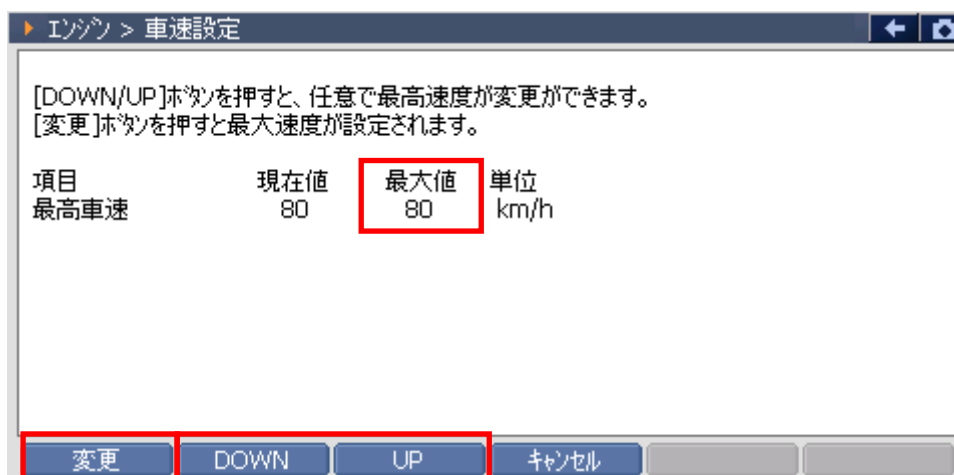 ｴﾝｼﾞﾝ > 車速設定
[DOWN/UP]ﾎﾞﾀﾝを押すと、任意で最高速度が変更ができます。
[変更]ﾎﾞﾀﾝを押すと最大速度が設定されます。
項目 現在値 最大値 単位
最高車速 80 80 km/h
変更 DOWN UP ｷｬﾝｾﾙ